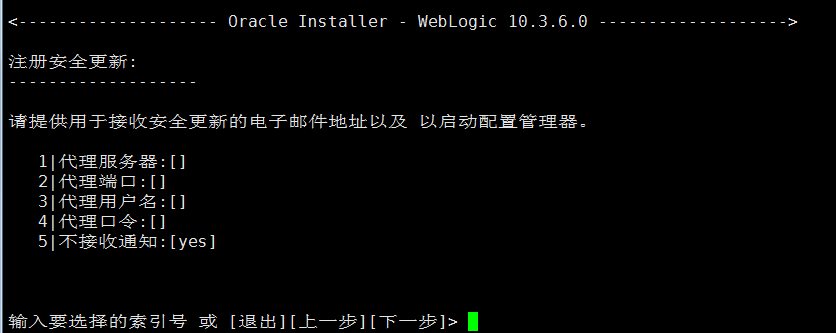 <-------------------- Oracle Installer - WebLogic 10.3.6.0 ------------------->
注册安全更新:
-------------------
请提供用于接收安全更新的电子邮件地址以及 以启动配置管理器。
1|代理服务器:[]
2|代理端口:[]
3|代理用户名:[]
4|代理口令:[]
5|不接收通知:[yes]
输入要选择的索引号 或 [退出][上一步][下一步]>